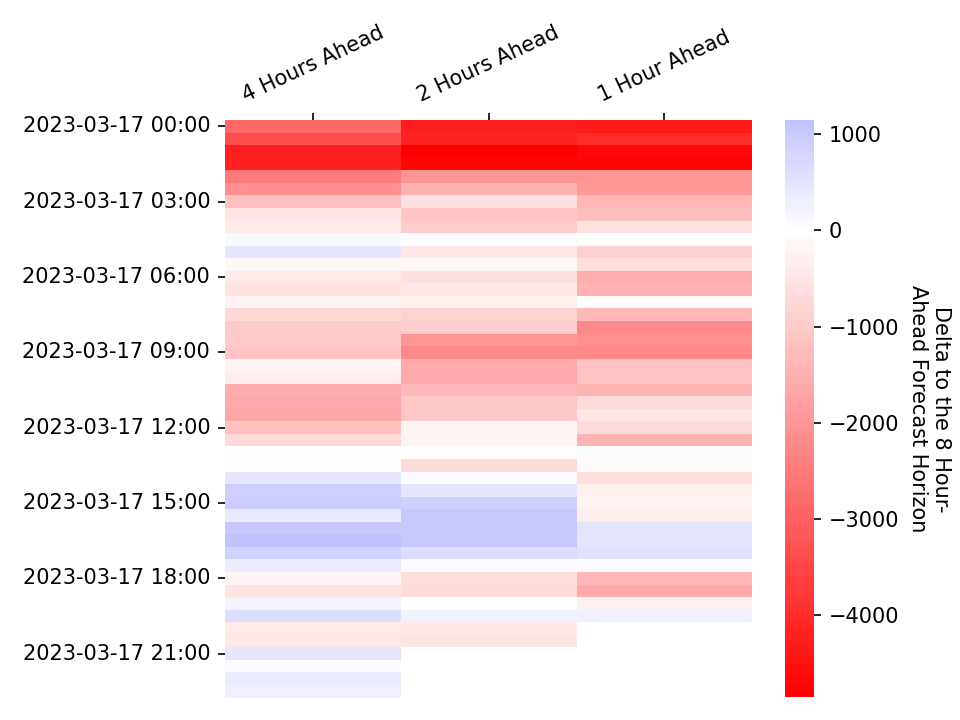 4 Hours Ahead
2 Hours Ahead
1 Hour Ahead
2023-03-17 00:00
2023-03-17 03:00
2023-03-17 06:00
2023-03-17 09:00
2023-03-17 12:00
2023-03-17 15:00
2023-03-17 18:00
2023-03-17 21:00
1000
0
−1000
−2000
−3000
−4000
Delta to the 8 Hour-
Ahead Forecast Horizon